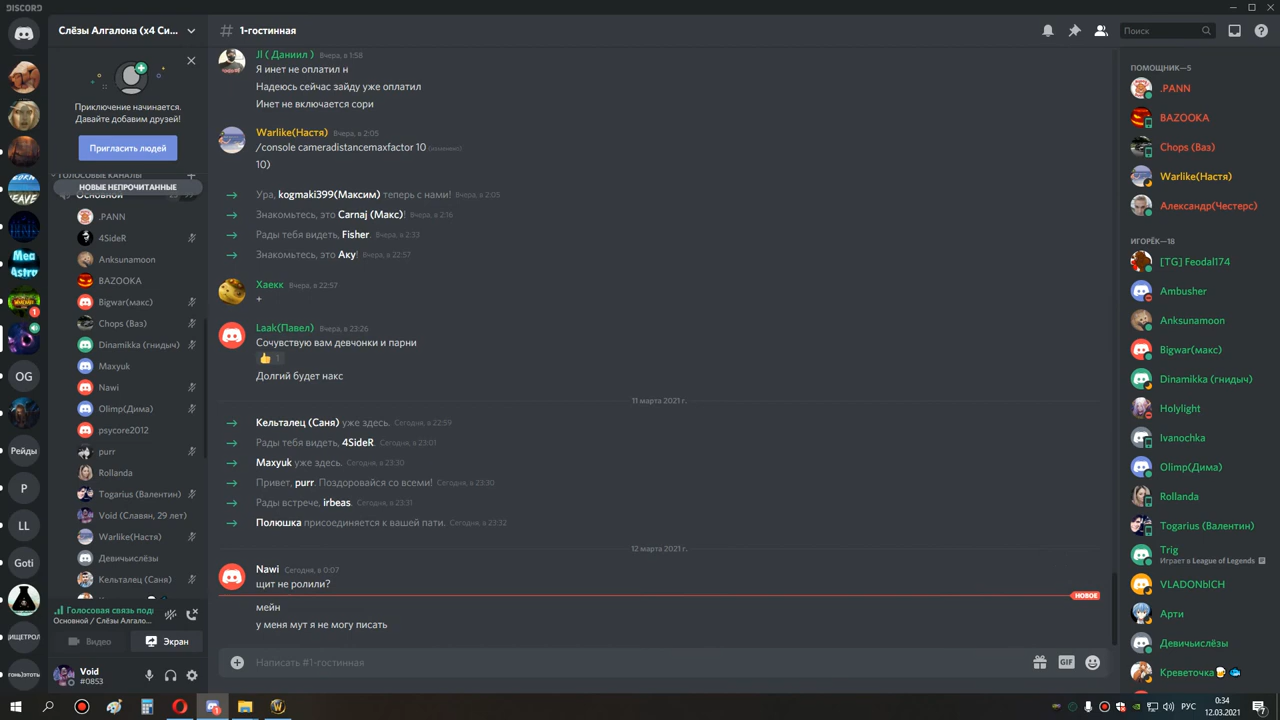 DISCORD
Слёзы Алгалона (x4 Си...
Приключение начинается.
Давайте добавим друзей!
Пригласить людей
ГОЛОСОВЫЕ КАНАЛЫ
НОВЫЕ НЕПРОЧИТАННЫЕ
Основной
.PANN
4SideR
Anksunamoon
BAZOOKA
Bigwar(макс)
Chops (Ваз)
Dinamikka (гнидыч)
Maxyuk
Nawi
Olimp(Дима)
psycore2012
purr
Rollanda
Togarius (Валентин)
Void (Славян, 29 лет)
Warlike(Настя)
Девичьислёзы
Кельталец (Саня)
Голосовая связь под
Основной / Слёзы Алгало...
Видео
Экран
Void
#0853
BORN
LEAVE
Mea
Astro
1
OG
Рейды
P
LL
Goti
ИЩЕТРОЛ
1-гостинная
Поиск
Jl ( Даниил ) Вчера, в 1:58
Я инет не оплатил н
Надеюсь сейчас зайду уже оплатил
Инет не включается сори
Warlike(Настя) Вчера, в 2:05
/console cameradistancemaxfactor 10 (изменено)
10)
Ура, kogmaki399(Максим) теперь с нами! Вчера, в 2:05
Знакомьтесь, это Carnaj (Макс)! Вчера, в 2:16
Рады тебя видеть, Fisher. Вчера, в 2:33
Знакомьтесь, это Аку! Вчера, в 22:57
Хаекк Вчера, в 22:57
+
Laak(Павел) Вчера, в 23:26
Сочувствую вам девчонки и парни
👍 1
Долгий будет накс
11 марта 2021 г.
Кельталец (Саня) уже здесь. Сегодня, в 22:59
Рады тебя видеть, 4SideR. Сегодня, в 23:01
Maxyuk уже здесь. Сегодня, в 23:30
Привет, purr. Поздоровайся со всеми! Сегодня, в 23:30
Рады встрече, irbeas. Сегодня, в 23:31
Полюшка присоединяется к вашей пати. Сегодня, в 23:32
12 марта 2021 г.
Nawi Сегодня, в 0:07
щит не ролили?
НОВОЕ
мейн
у меня мут я не могу писать
Написать #1-гостинная
GIF
ПОМОЩНИК—5
.PANN
BAZOOKA
Chops (Ваз)
Warlike(Настя)
Александр(Честерс)
ИГОРЁК—18
[TG] Feodal174
Ambusher
Anksunamoon
Bigwar(макс)
Dinamikka (гнидыч)
Holylight
Ivanochka
Olimp(Дима)
Rollanda
Togarius (Валентин)
Trig
Играет в League of Legends
VLADONbICH
Арти
Девичьислёзы
Креветочка
РУС
0:34
12.03.2021